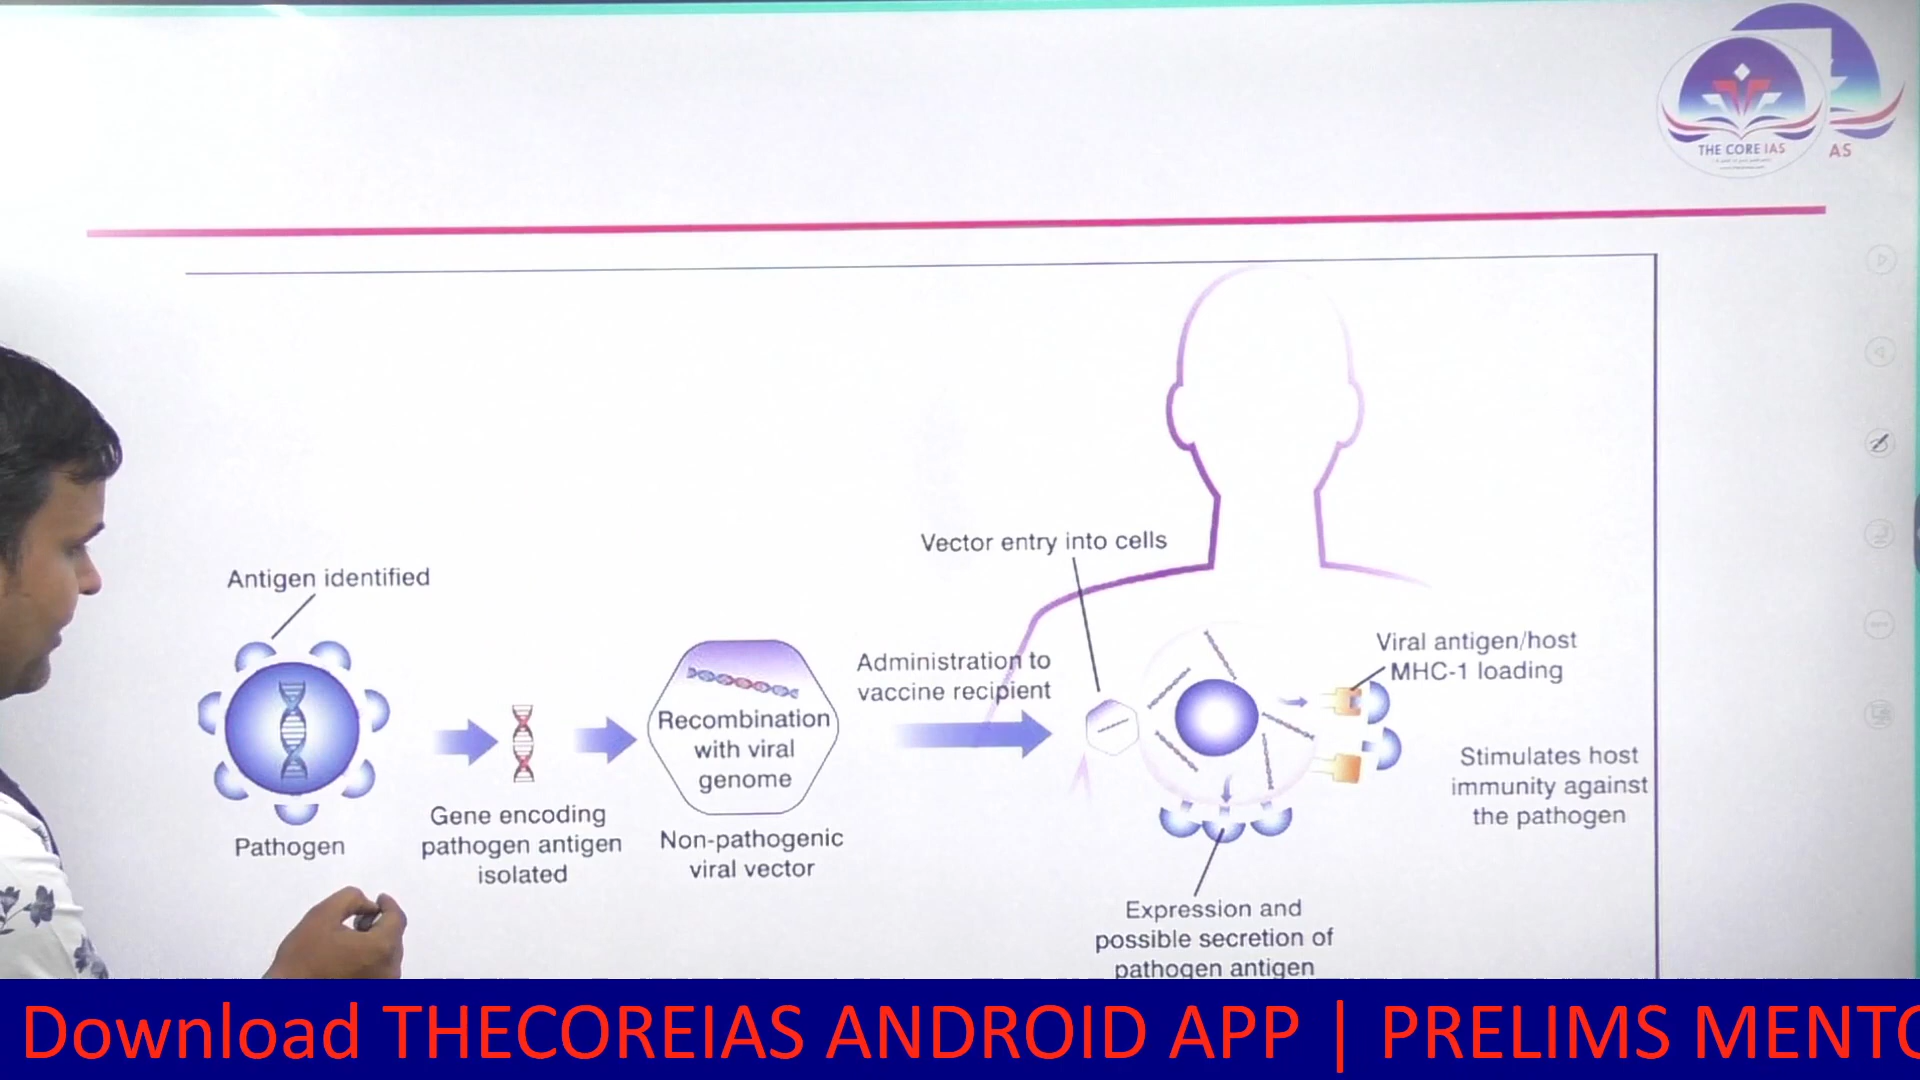 THE CORE IAS
AS
Antigen identified
Pathogen
Gene encoding
pathogen antigen
isolated
Recombination
with viral
genome
Non-pathogenic
viral vector
Administration to
vaccine recipient
Vector entry into cells
Viral antigen/host
MHC-1 loading
Stimulates host
immunity against
the pathogen
Expression and
possible secretion of
pathogen antigen
Download THECOREIAS ANDROID APP | PRELIMS MENTO